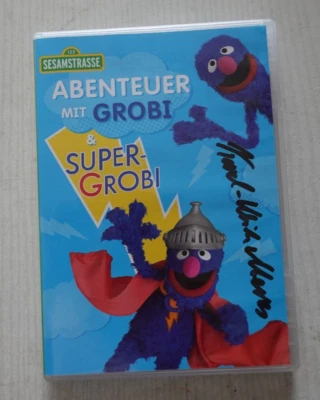 SESAMSTRASSE
ABENTEUER
MIT GROBI
&
SUPER-
GROBI